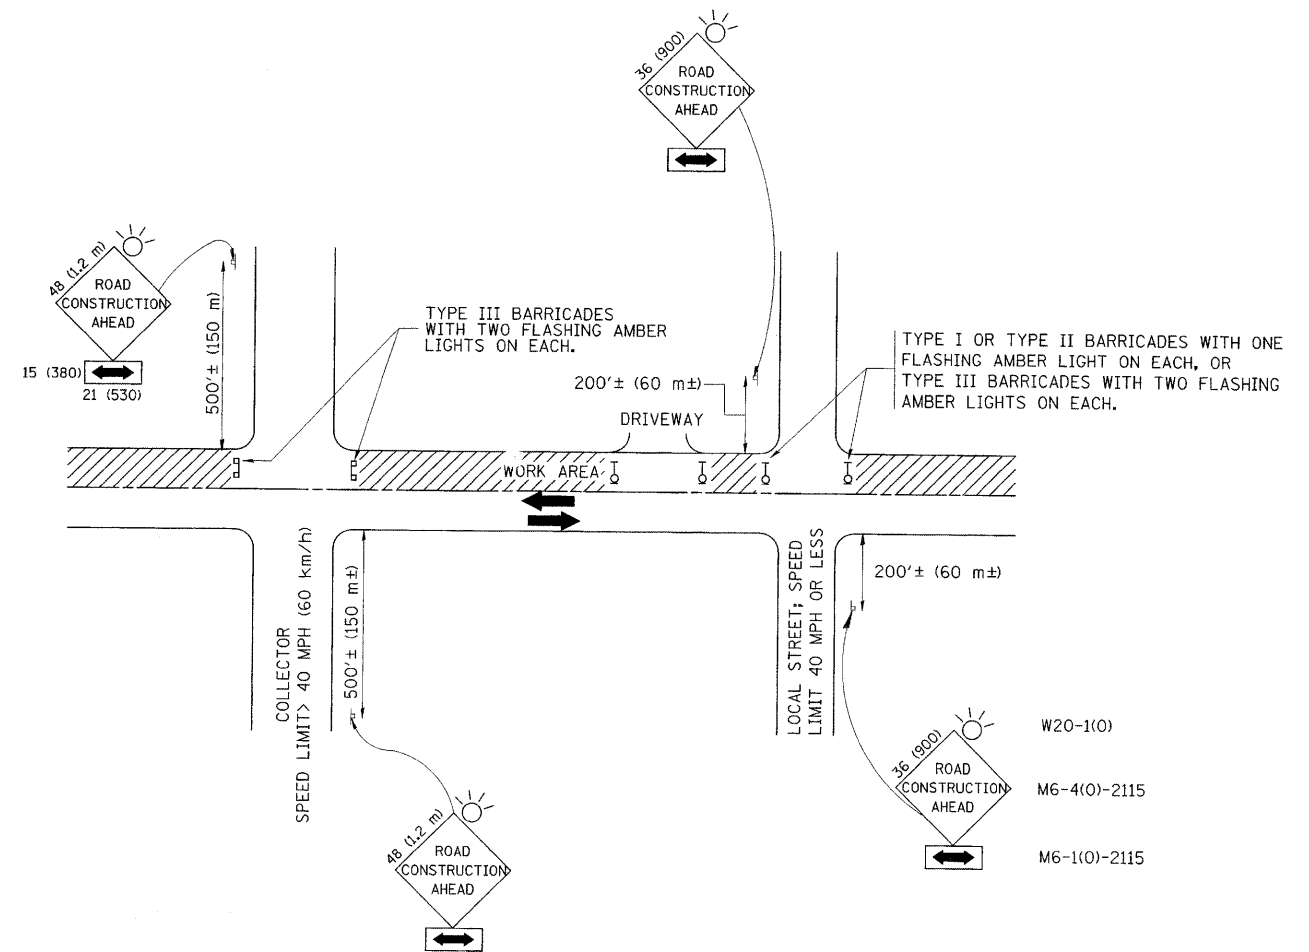 36 (900)
ROAD
CONSTRUCTION
AHEAD
48 (1.2 m)
ROAD
CONSTRUCTION
AHEAD
15 (380)
21 (530)
500'± (150 m)
TYPE III BARRICADES
WITH TWO FLASHING AMBER
LIGHTS ON EACH.
200'± (60 m±)
DRIVEWAY
TYPE I OR TYPE II BARRICADES WITH ONE
FLASHING AMBER LIGHT ON EACH, OR
TYPE III BARRICADES WITH TWO FLASHING
AMBER LIGHTS ON EACH.
WORK AREA
COLLECTOR
SPEED LIMIT> 40 MPH (60 km/h)
500'± (150 m±)
LOCAL STREET; SPEED
LIMIT 40 MPH OR LESS
200'± (60 m±)
36 (900)
ROAD
CONSTRUCTION
AHEAD
W20-1(O)
M6-4(O)-2115
M6-1(O)-2115
48 (1.2 m)
ROAD
CONSTRUCTION
AHEAD